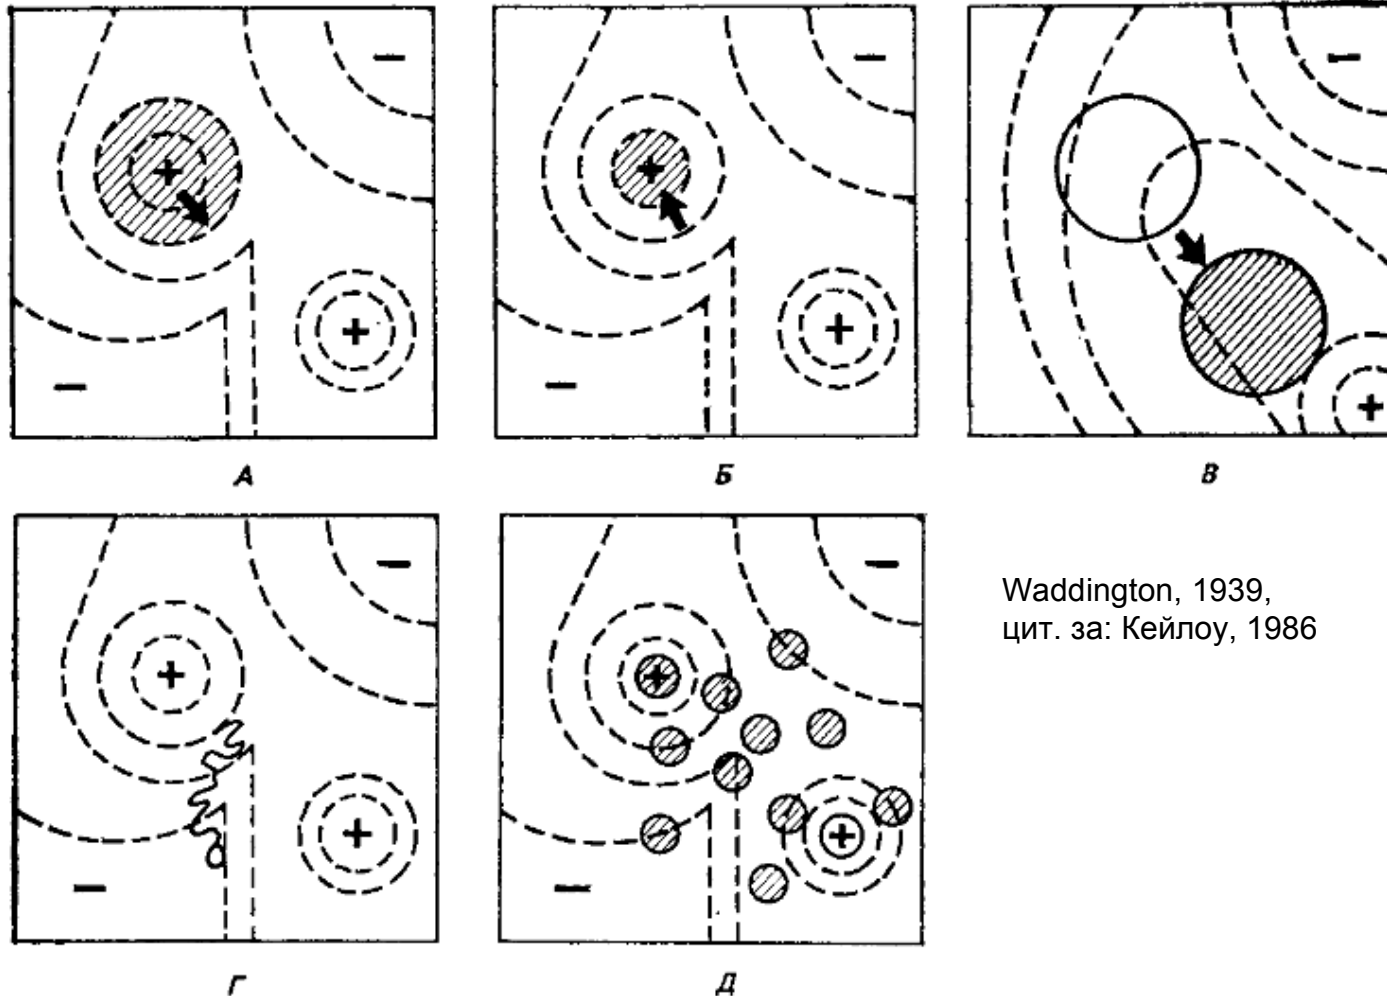 А
Б
В
Г
Д
Waddington, 1939,
цит. за: Кейлоу, 1986